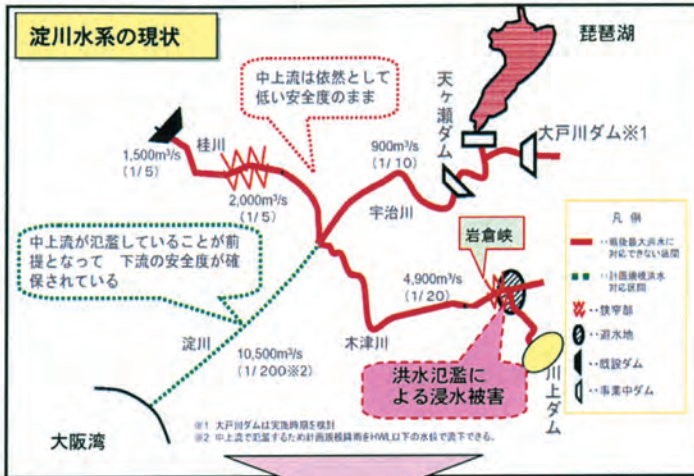 淀川水系の現状
琵琶湖
中上流は依然として
低い安全度のまま
天ヶ瀬ダム
大戸川ダム※1
桂川
1,500m³/s
(1/5)
900m³/s
(1/10)
2,000m³/s
(1/5)
宇治川
中上流が氾濫していることが前
提となって 下流の安全度が確
保されている
岩倉峡
4,900m³/s
(1/20)
淀川
木津川
10,500m³/s
(1/200※2)
洪水氾濫に
よる浸水被害
川上ダム
大阪湾
凡 例
‥戦後最大洪水に
対応できない区間
‥計画規模洪水
対応区間
‥狭窄部
‥遊水地
‥既設ダム
‥事業中ダム
※1 大戸川ダムは実施時期を検討
※2 中上流で氾濫するため計画規模降雨をHWL以下の水位で流下できる。